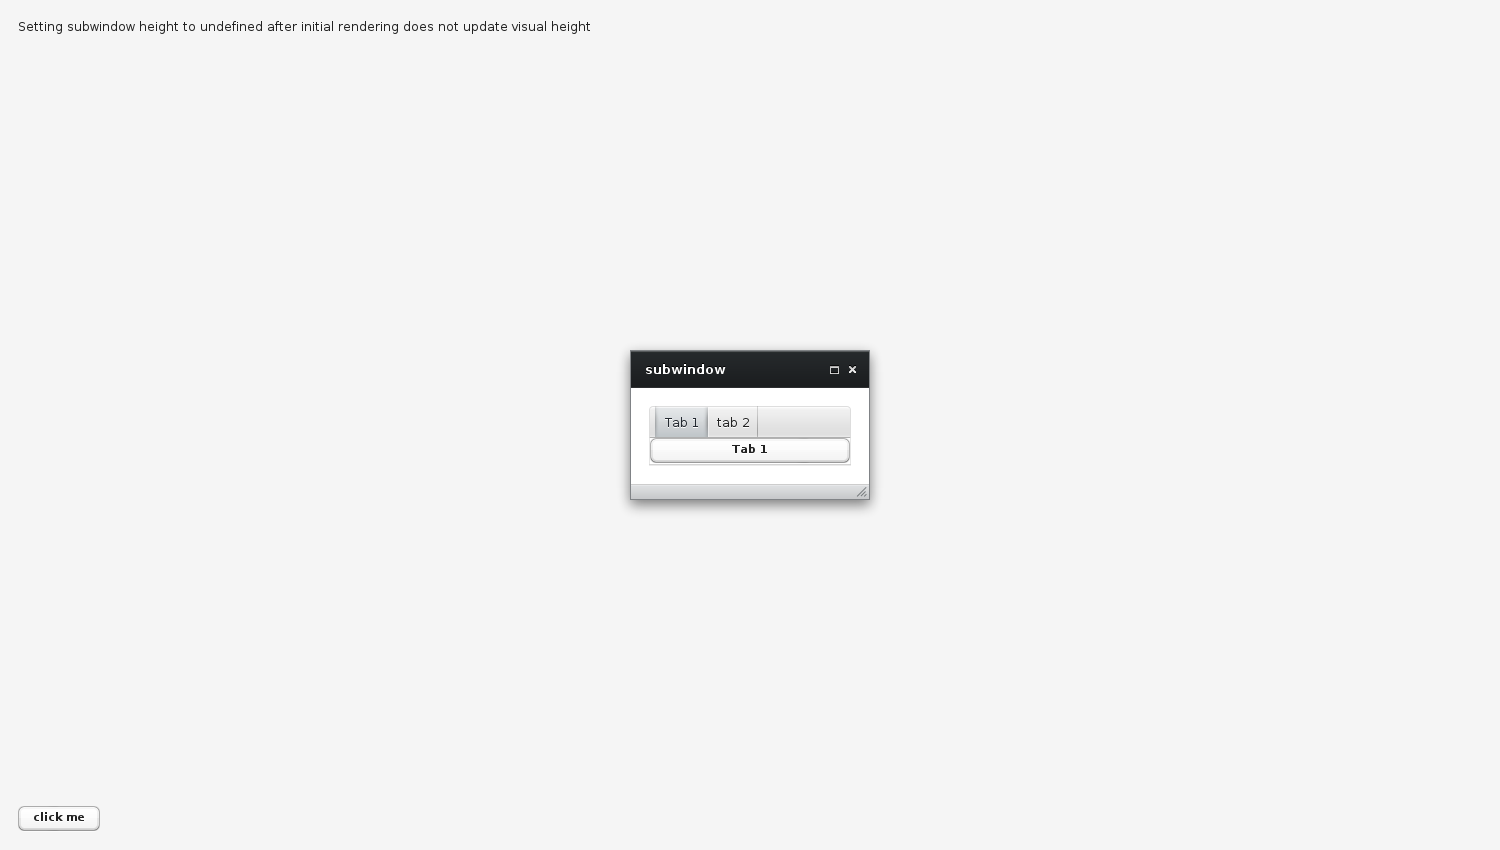 Setting subwindow height to undefined after initial rendering does not update visual height
subwindow
Tab 1 tab 2
Tab 1
click me